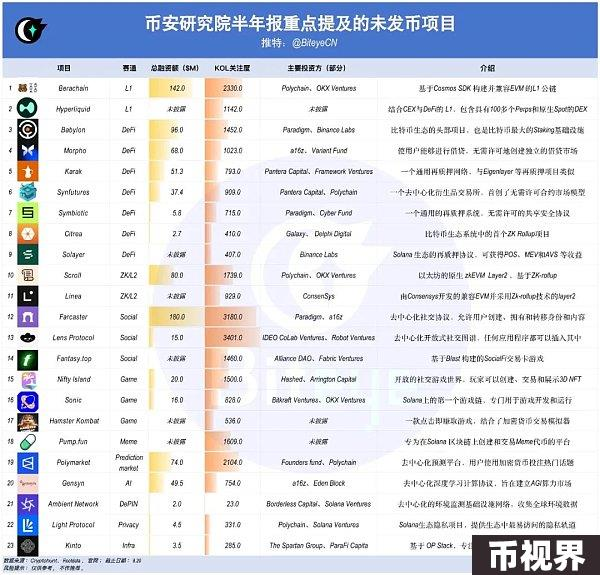 币安研究院半年报重点提及的未发币项目
推特：@BiteyeCN
项目 赛道 总融资额（$M） KOL关注度 主要投资方（部分） 介绍
1 Berachain L1 142.0 2330.0 Polychain、OKX Ventures 基于Cosmos SDK 构建并兼容EVM的L1 公链
2 Hyperliquid L1 未披露 1142.0 未披露 结合CEX与DeFi的 L1，包含具有100多个Perps和原生Spot的DEX
3 Babylon DeFi 96.0 1452.0 Paradigm、Binance Labs 比特币生态的头部项目，也是比特币最大的Staking基础设施
4 Morpho DeFi 68.0 1023.0 a16z、Variant Fund 使用户能够进行借贷，无需许可地创建独立的借贷市场
5 Karak DeFi 51.3 793.0 Pantera Capital、Framework Ventures 一个通用再质押网络，与Eigenlayer 等再质押项目类似
6 Synfutures DeFi 37.4 909.0 Pantera Capital、Polychain 一个去中心化衍生品交易所，首创了无需许可合约市场模型
7 Symbiotic DeFi 5.8 715.0 Paradigm、Cyber Fund 一个通用的再质押系统，无需许可的共享安全协议
8 Citrea DeFi 2.7 410.0 Galaxy、Delphi Digital 比特币生态系统中的首个ZK Rollup项目
9 Solayer DeFi 未披露 407.0 Binance Labs Solana 生态的再质押协议，可获得POS、MEV和AVS 等收益
10 Scroll ZK/L2 80.0 1739.0 Polychain、OKX Ventures 以太坊的原生 zkEVM Layer2，基于ZK-rollup
11 Linea ZK/L2 未披露 929.0 ConsenSys 由Consensys开发的兼容EVM并采用Zk-rollup技术的layer2
12 Farcaster Social 180.0 3180.0 Paradigm、a16z 去中心化社交协议，允许用户创建、拥有和转移身份和内容
13 Lens Protocol Social 15.0 3401.0 IDEO CoLab Ventures、Robot Ventures 去中心化开放式社交图谱，任何应用程序都可以插入其中
14 Fantasy.top Social 未披露 1460.0 Alliance DAO、Fabric Ventures 基于Blast 构建的SocialFi交易卡游戏
15 Nifty Island Game 20.0 1500.0 Hashed、Arrington Capital 开放的社交游戏世界，玩家可以创建、交易和展示3D NFT
16 Sonic Game 16.0 828.0 Bitkraft Ventures、OKX Ventures Solana上的第一个游戏链，专门用于游戏开发和运行
17 Hamster Kombat Game 未披露 536.0 未披露 一款点击即赚取游戏，结合了加密货币交易模拟器
18 Pump.fun Meme 未披露 1609.0 未披露 专为在Solana 区块链上创建和交易Meme代币的平台
19 Polymarket Prediction market 74.0 2104.0 Founders fund、Polychain 去中心化预测平台，用户使用加密货币投注热门话题
20 Gensyn AI 49.5 754.0 a16z、Eden Block 去中心化深度学习计算协议，旨在建立AGI算力市场
21 Ambient Network DePIN 2.0 23.0 Borderless Capital、Solana Ventures 去中心化的环境监测基础设施网络，收集全球环境数据
22 Light Protocol Privacy 4.5 331.0 Polychain、Solana Ventures Solana生态隐私项目，提供生态中最易访问的隐私轨道
23 Kinto Infra 3.5 285.0 The Spartan Group、ParaFi Capita 基于 OP Stack，专注
数据来源：Cryptohunt、Rootdata、官网；截止日期：8.20
风险提示：仅供参考，不作推荐。
币视界